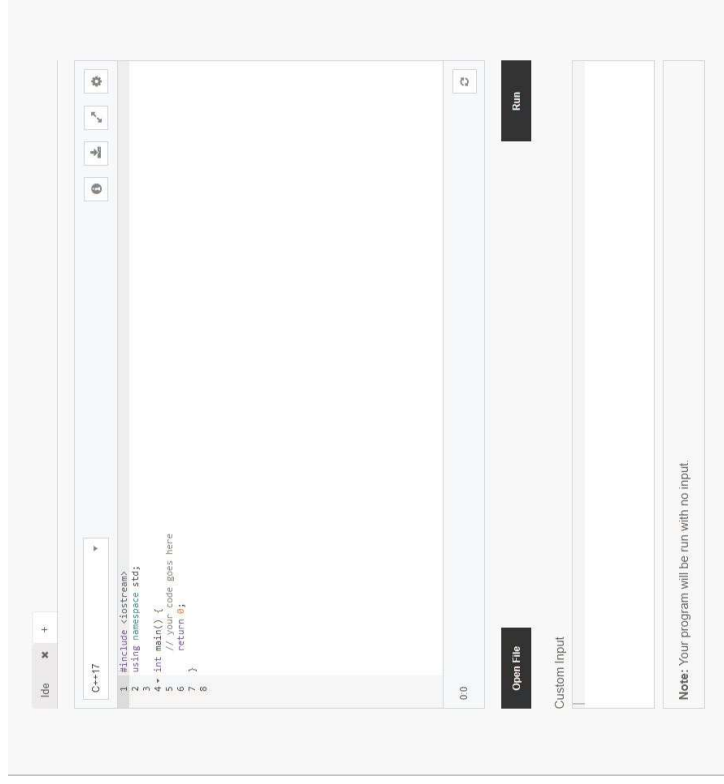 Ide ✖ +
C++17
1 #include <iostream>
2 using namespace std;
3
4 int main() {
5 // your code goes here
6 return 0;
7 }
8
0:0
Open File Run
Custom Input
Note: Your program will be run with no input.